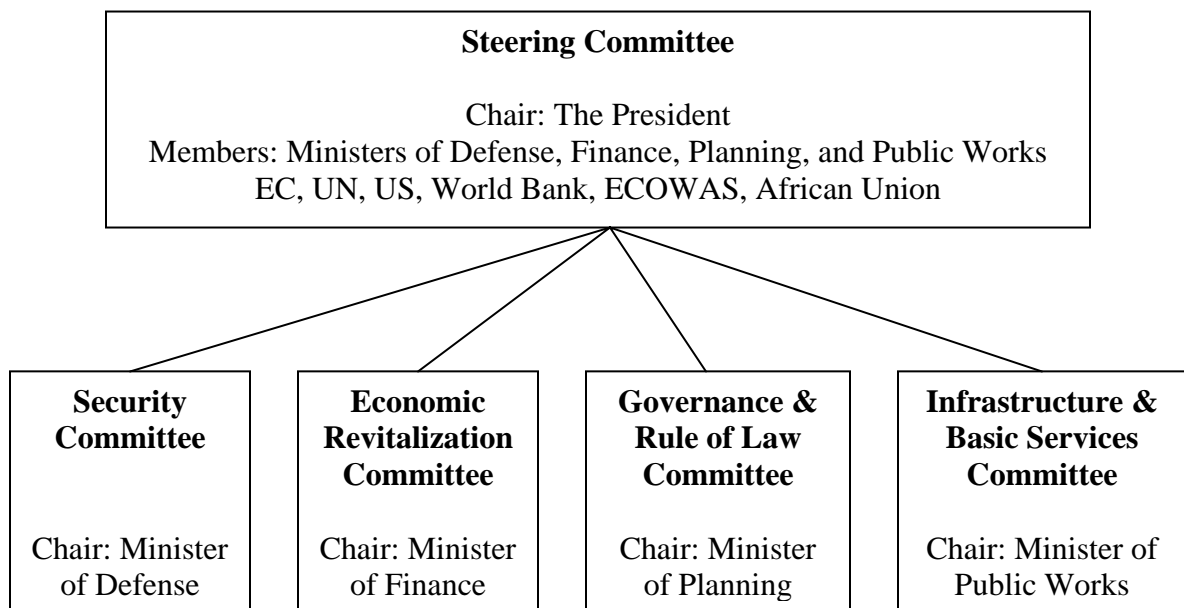 Steering Committee
Chair: The President
Members: Ministers of Defense, Finance, Planning, and Public Works
EC, UN, US, World Bank, ECOWAS, African Union
Security
Committee
Chair: Minister
of Defense
Economic
Revitalization
Committee
Chair: Minister
of Finance
Governance &
Rule of Law
Committee
Chair: Minister
of Planning
Infrastructure &
Basic Services
Committee
Chair: Minister of
Public Works